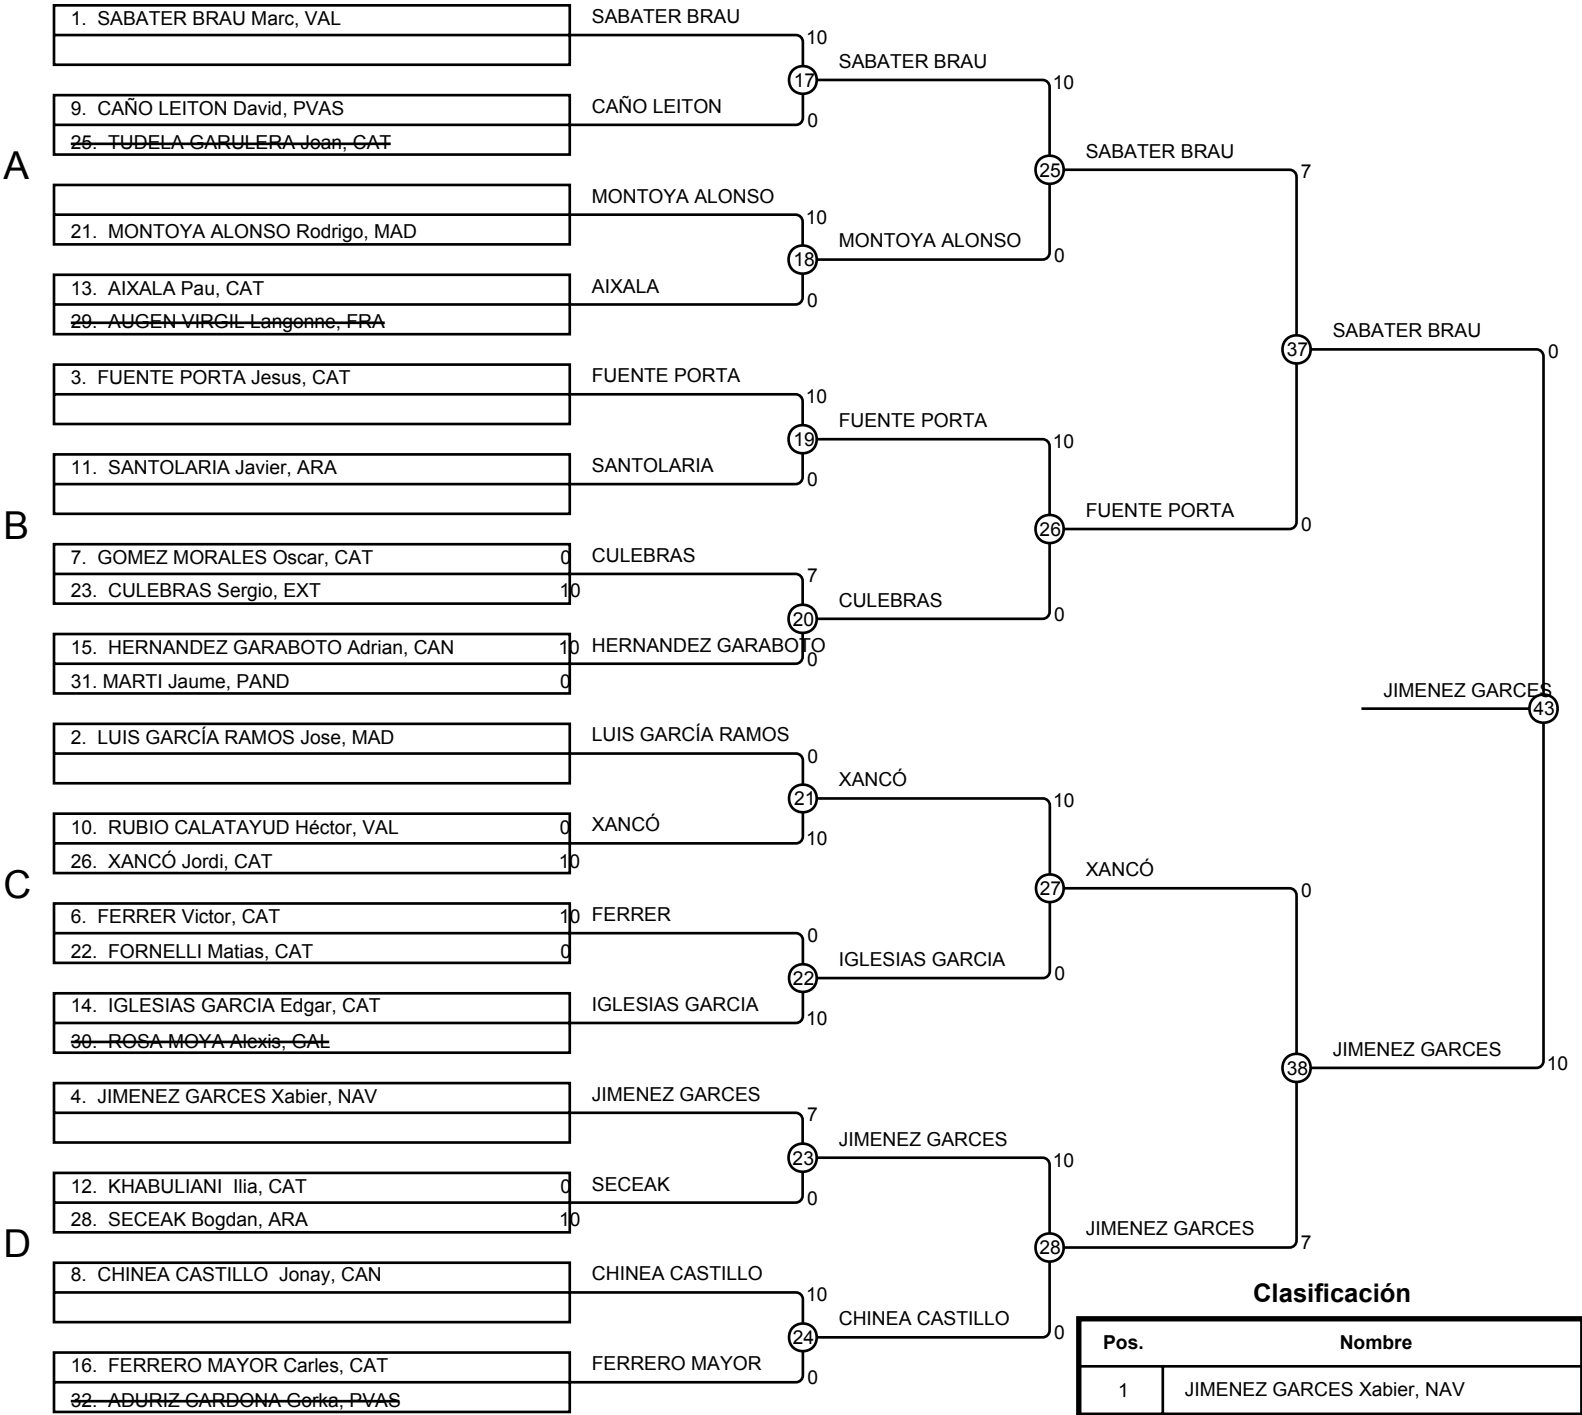 1. SABATER BRAU Marc, VAL
SABATER BRAU
10
17
SABATER BRAU
10
9. CAÑO LEITON David, PVAS
CAÑO LEITON
0
25. TUDELA GARULERA Joan, CAT
A
25
SABATER BRAU
7
MONTOYA ALONSO
10
21. MONTOYA ALONSO Rodrigo, MAD
18
MONTOYA ALONSO
0
13. AIXALA Pau, CAT
AIXALA
0
29. AUGEN VIRGIL Langonne, FRA
37
SABATER BRAU
0
3. FUENTE PORTA Jesus, CAT
FUENTE PORTA
10
19
FUENTE PORTA
10
11. SANTOLARIA Javier, ARA
SANTOLARIA
0
B
26
FUENTE PORTA
0
7. GOMEZ MORALES Oscar, CAT 0
CULEBRAS
7
23. CULEBRAS Sergio, EXT 10
20
CULEBRAS
0
15. HERNANDEZ GARABOTO Adrian, CAN 10
HERNANDEZ GARABOTO
0
31. MARTI Jaume, PAND 0
JIMENEZ GARCES
43
2. LUIS GARCÍA RAMOS Jose, MAD
LUIS GARCÍA RAMOS
0
21
XANCÓ
10
10. RUBIO CALATAYUD Héctor, VAL 0
XANCÓ
10
26. XANCÓ Jordi, CAT 10
C
27
XANCÓ
0
6. FERRER Victor, CAT 10
FERRER
0
22. FORNELLI Matias, CAT 0
22
IGLESIAS GARCIA
0
14. IGLESIAS GARCIA Edgar, CAT
IGLESIAS GARCIA
10
30. ROSA MOYA Alexis, GAL
38
JIMENEZ GARCES
10
4. JIMENEZ GARCES Xabier, NAV
JIMENEZ GARCES
7
23
JIMENEZ GARCES
10
12. KHABULIANI Ilia, CAT 0
SECEAK
0
28. SECEAK Bogdan, ARA 10
D
28
JIMENEZ GARCES
7
8. CHINEA CASTILLO Jonay, CAN
CHINEA CASTILLO
10
24
CHINEA CASTILLO
0
16. FERRERO MAYOR Carles, CAT
FERRERO MAYOR
0
32. ADURIZ CARDONA Gorka, PVAS
Clasificación
Pos. Nombre
1 JIMENEZ GARCES Xabier, NAV